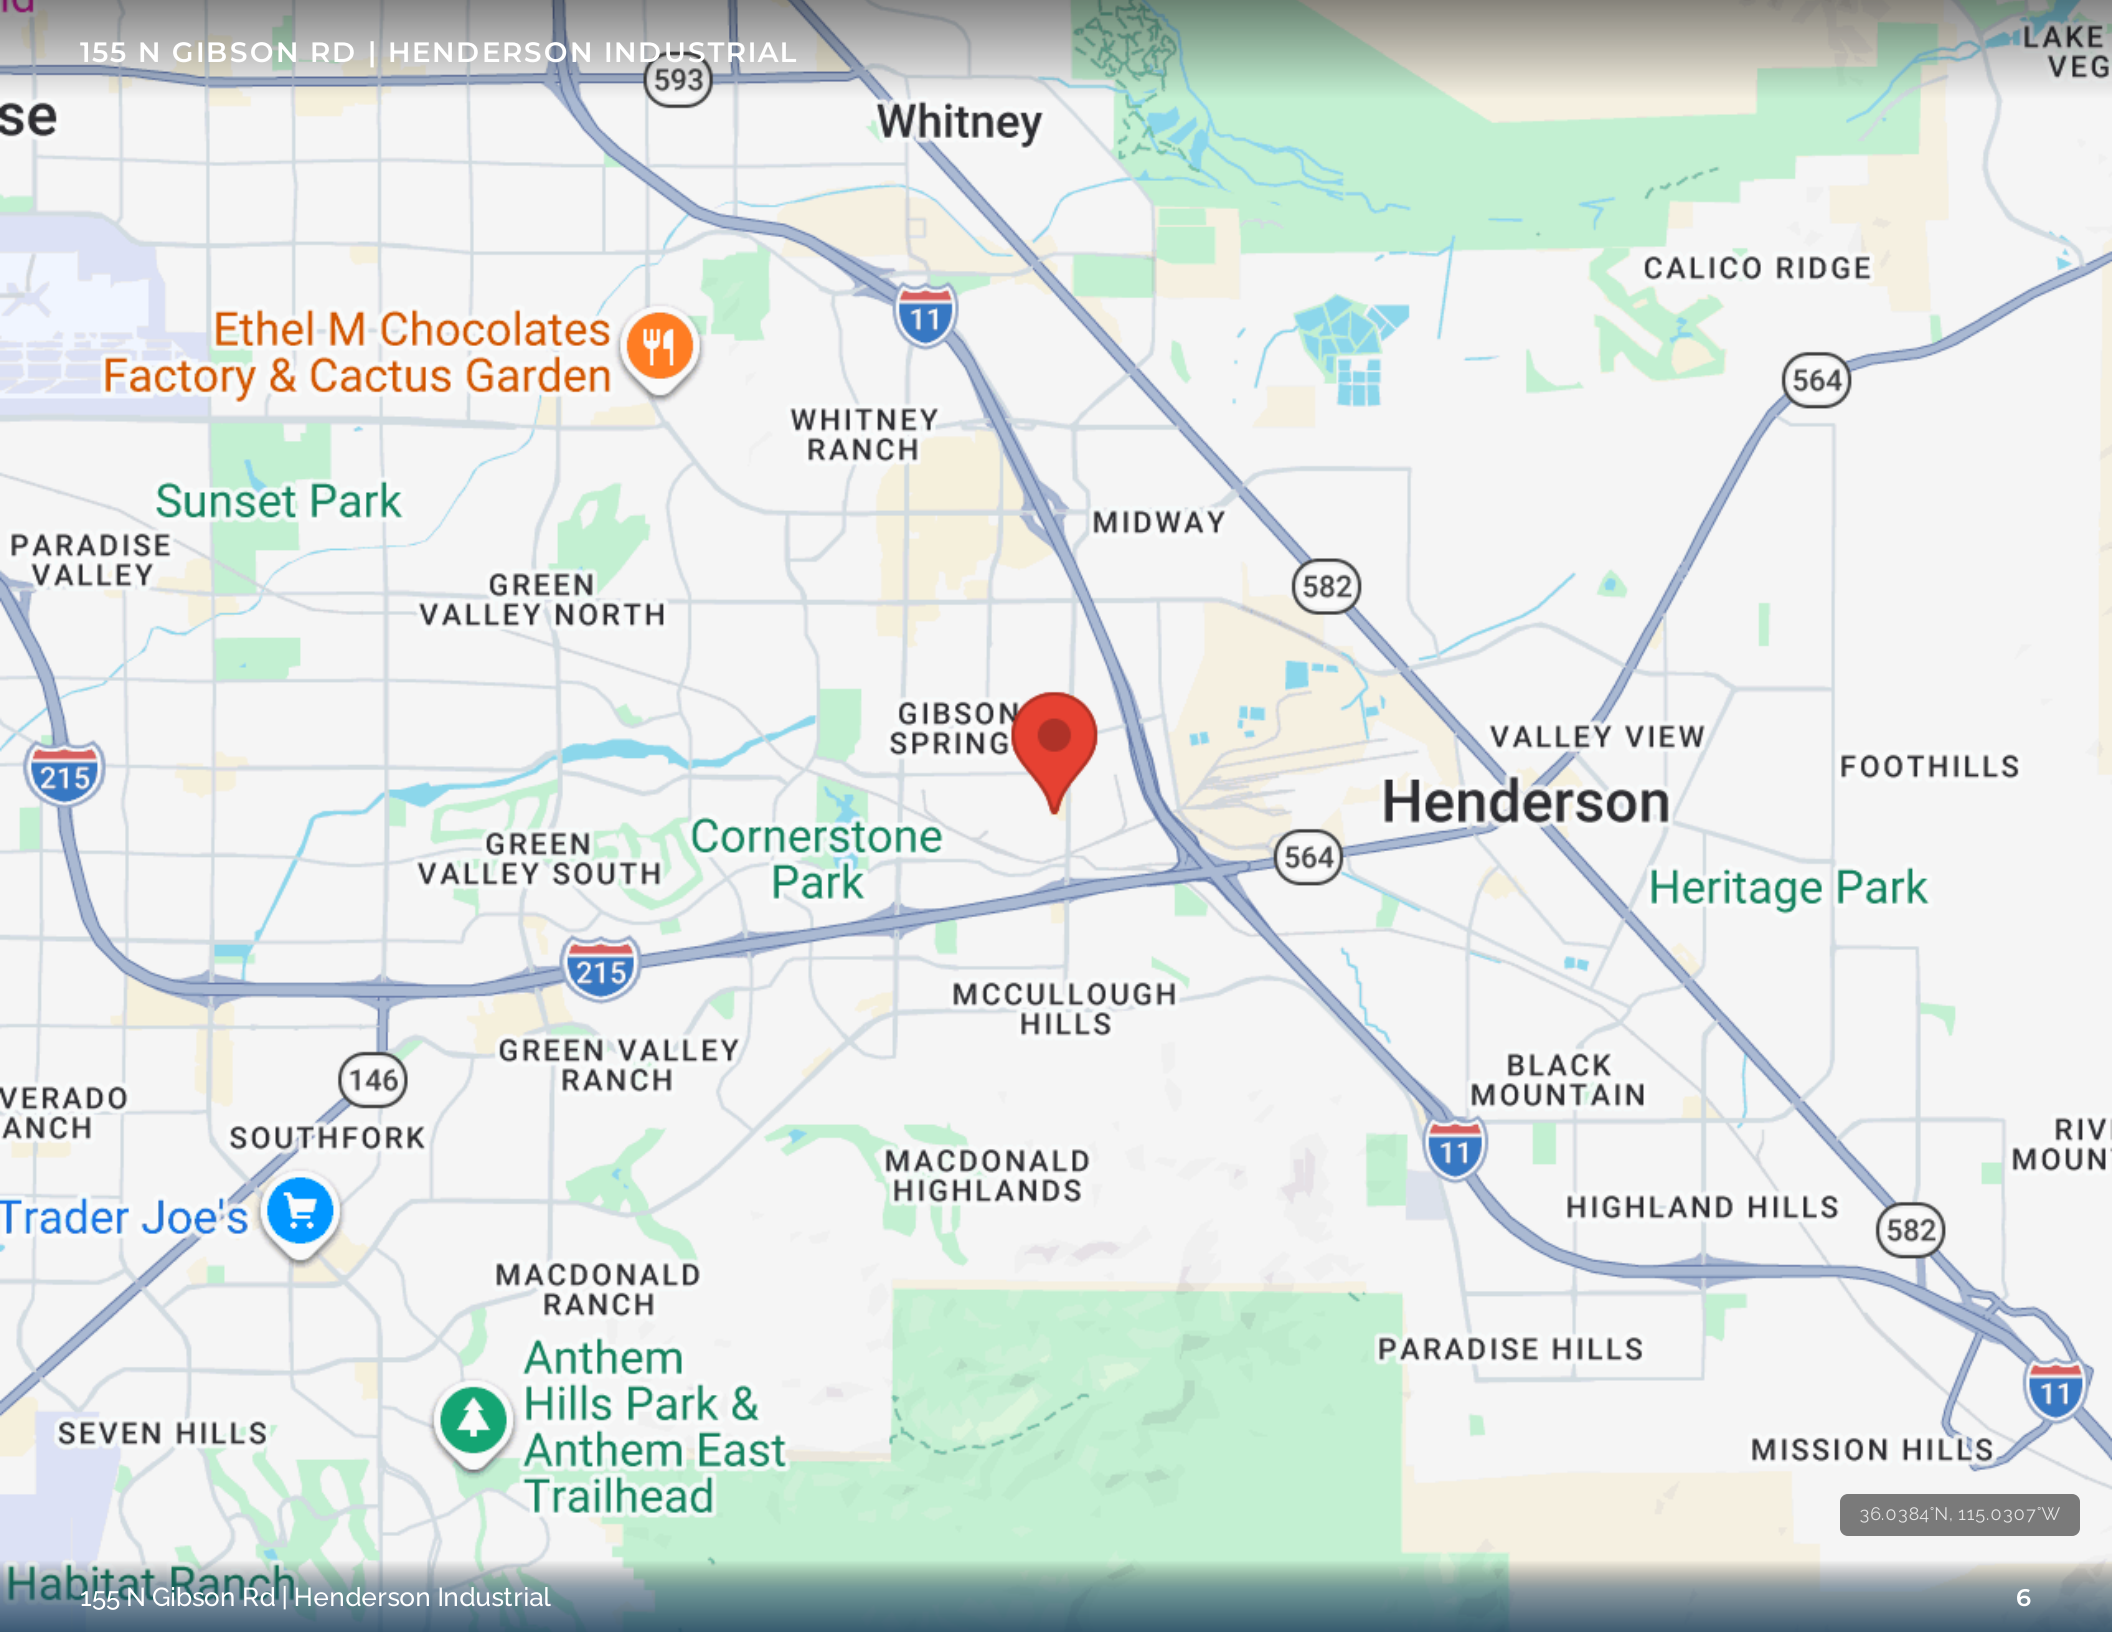 155 N GIBSON RD | HENDERSON INDUSTRIAL
593
Whitney
LAKE
VEG
se
CALICO RIDGE
Ethel M Chocolates
Factory & Cactus Garden
11
564
WHITNEY
RANCH
Sunset Park
MIDWAY
PARADISE
VALLEY
GREEN
VALLEY NORTH
582
GIBSON
SPRING
VALLEY VIEW
FOOTHILLS
215
Henderson
Cornerstone
Park
GREEN
VALLEY SOUTH
564
Heritage Park
215
MCCULLOUGH
HILLS
GREEN VALLEY
RANCH
146
BLACK
MOUNTAIN
VERADO
ANCH
SOUTHFORK
11
RIV
MOUN
MACDONALD
HIGHLANDS
Trader Joe's
HIGHLAND HILLS
582
MACDONALD
RANCH
PARADISE HILLS
Anthem
Hills Park &
Anthem East
Trailhead
11
SEVEN HILLS
MISSION HILLS
36.0384°N, 115.0307°W
Habitat Ranch
155 N Gibson Rd | Henderson Industrial
6